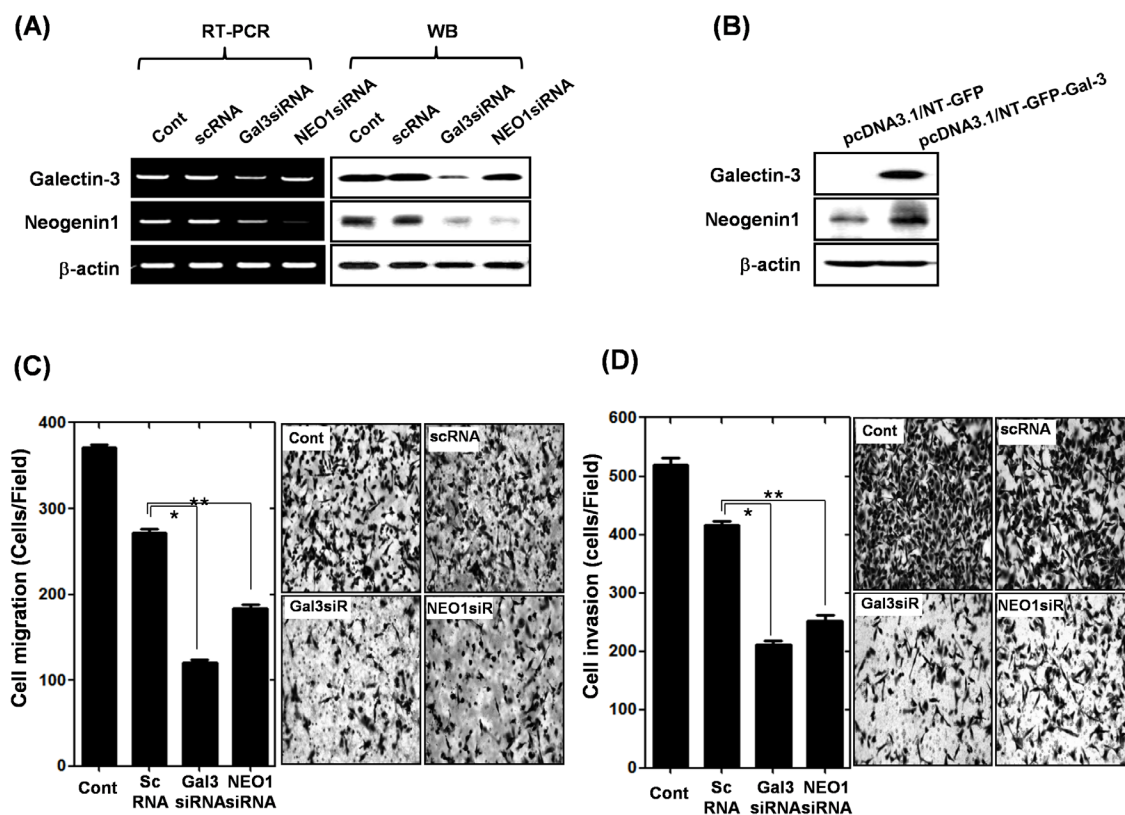 (A)
RT-PCR
WB
Cont
scRNA
Gal3siRNA
NEO1siRNA
Cont
scRNA
Gal3siRNA
NEO1siRNA
Galectin-3
Neogenin1
β-actin
(B)
pcDNA3.1/NT-GFP
pcDNA3.1/NT-GFP-Gal-3
Galectin-3
Neogenin1
β-actin
(C)
Cell migration (Cells/Field)
400
300
200
100
0
*
**
Cont
Sc
RNA
Gal3
siRNA
NEO1
siRNA
Cont
scRNA
Gal3siR
NEO1siR
(D)
Cell invasion (cells/Field)
600
500
400
300
200
100
0
*
**
Cont
Sc
RNA
Gal3
siRNA
NEO1
siRNA
Cont
scRNA
Gal3siR
NEO1siR